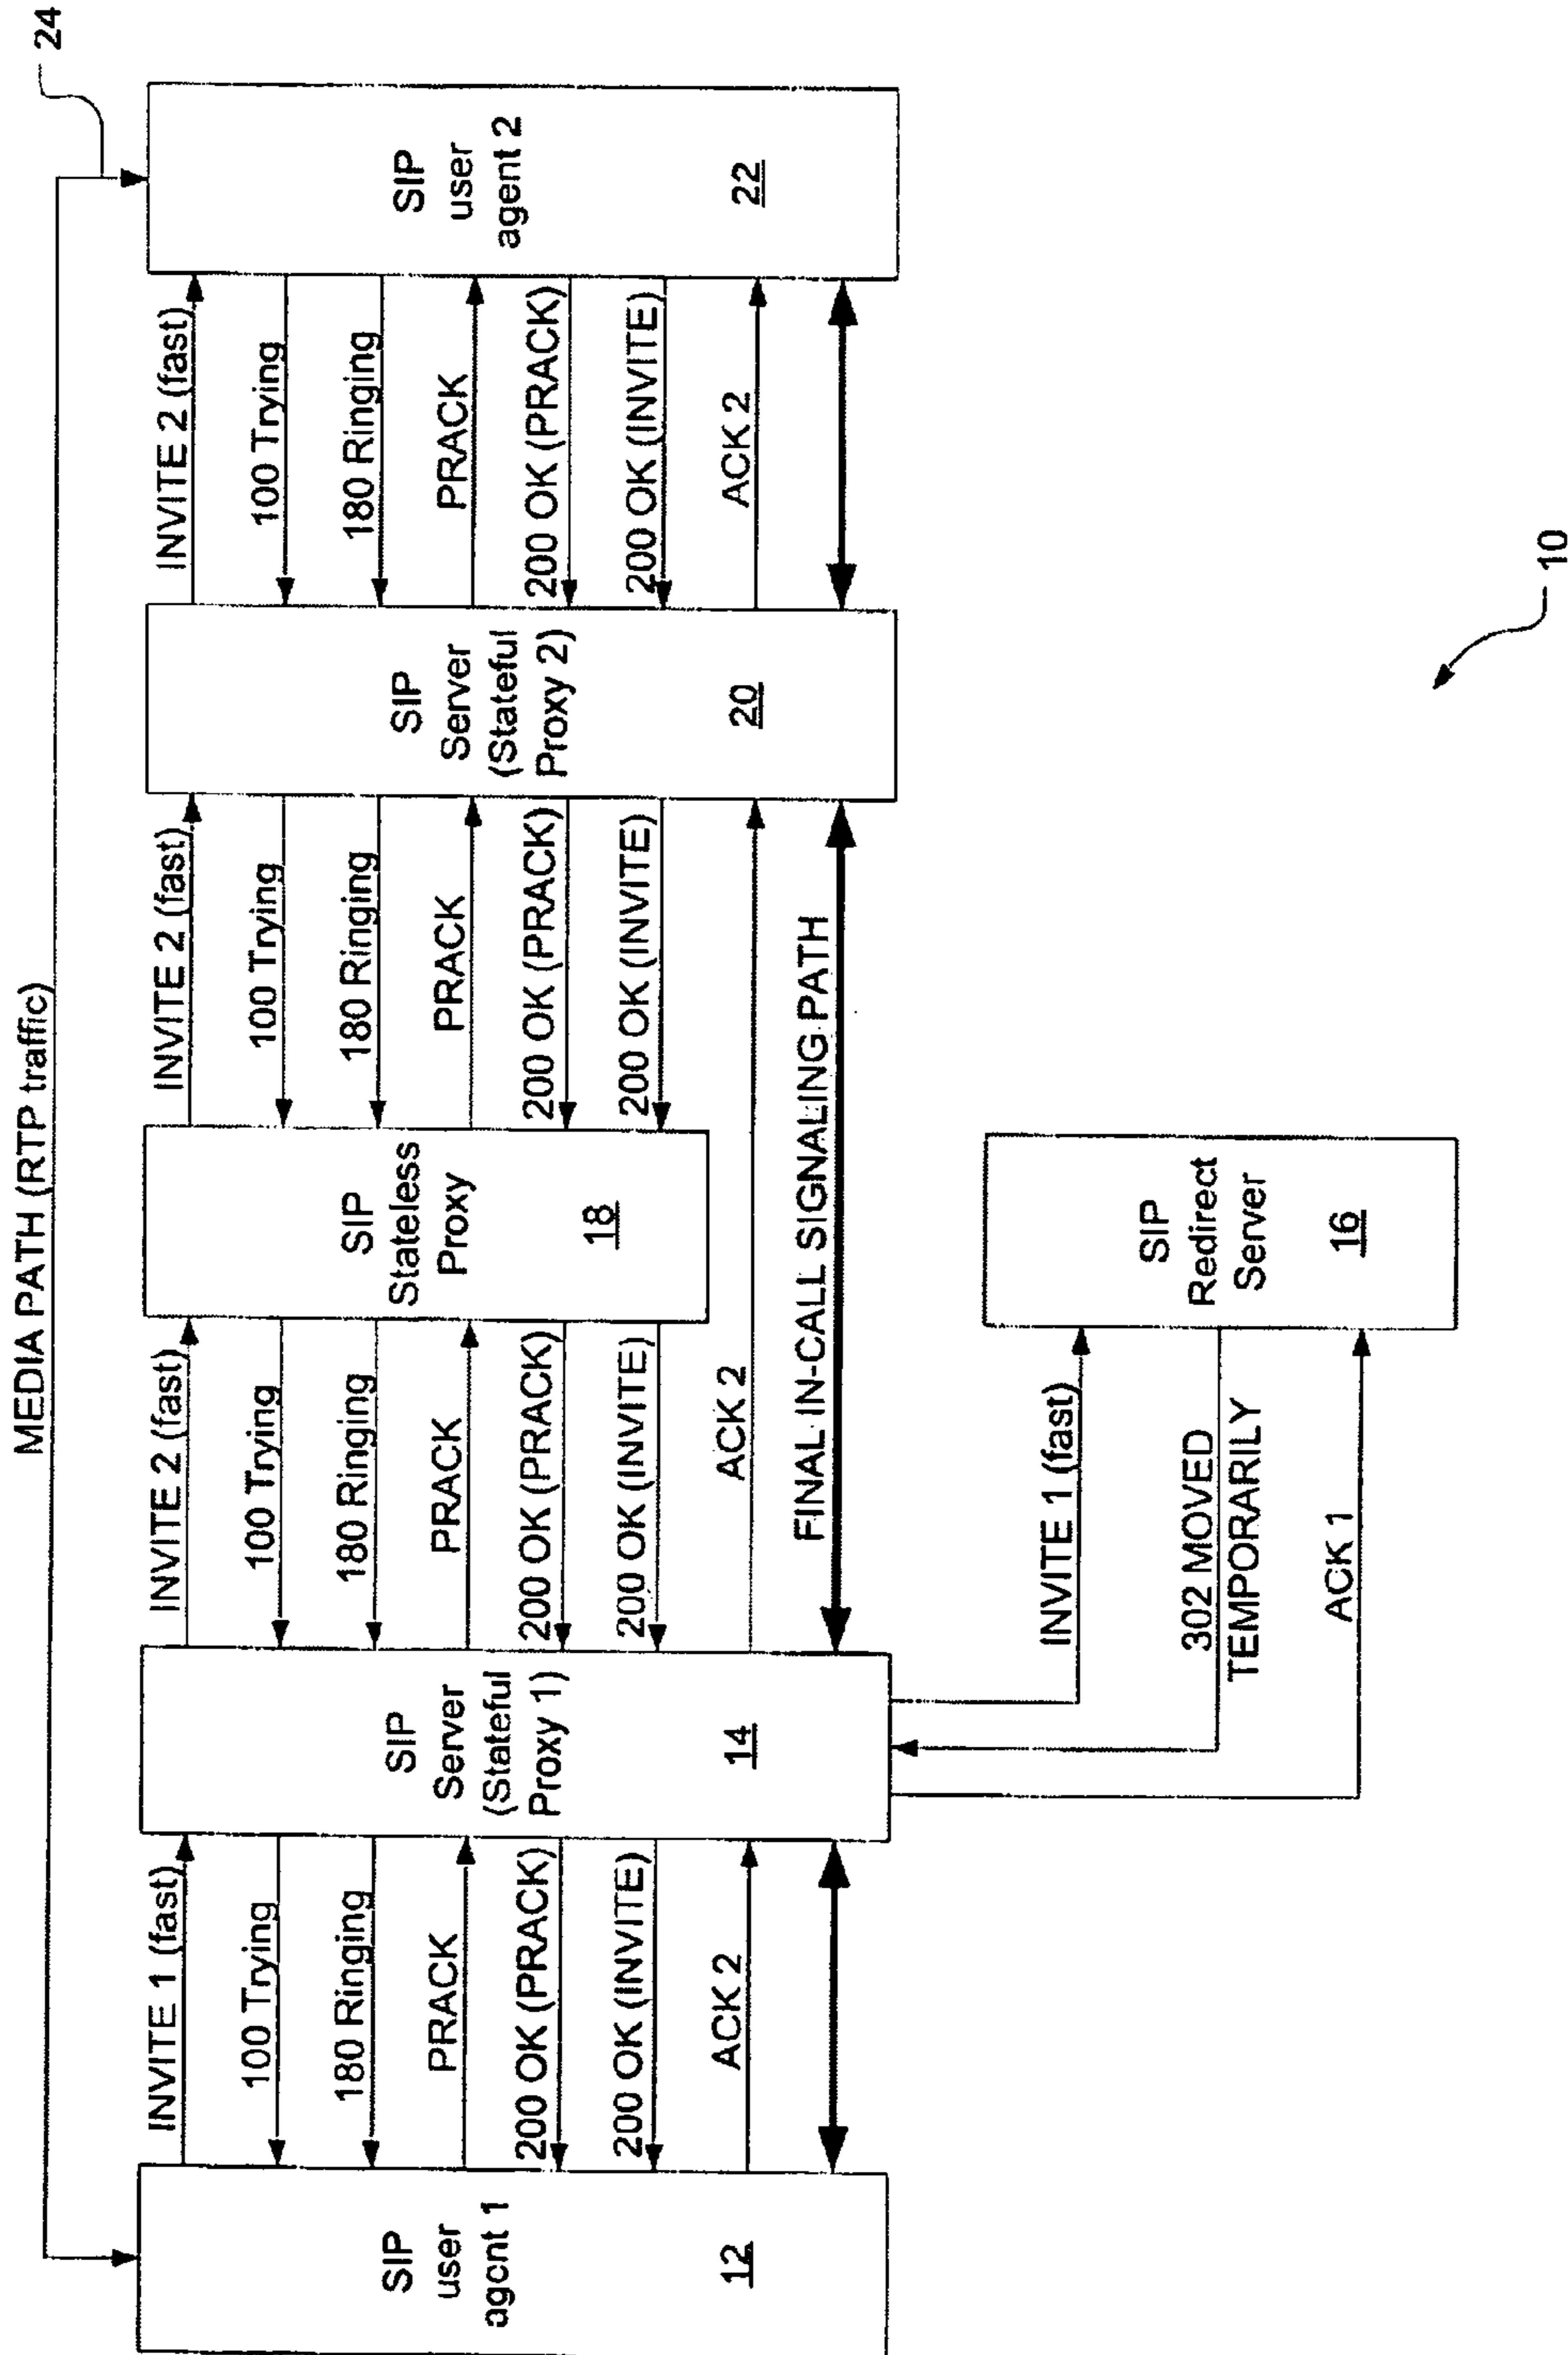 MEDIA PATH (RTP traffic)
24
SIP
user
agent 1
12
INVITE 1 (fast)
100 Trying
180 Ringing
PRACK
200 OK (PRACK)
200 OK (INVITE)
ACK 2
SIP
Server
(Stateful
Proxy 1)
14
INVITE 2 (fast)
100 Trying
180 Ringing
PRACK
200 OK (PRACK)
200 OK (INVITE)
ACK 2
SIP
Stateless
Proxy
18
INVITE 2 (fast)
100 Trying
180 Ringing
PRACK
200 OK (PRACK)
200 OK (INVITE)
FINAL IN-CALL SIGNALING PATH
SIP
Server
(Stateful
Proxy 2)
20
INVITE 2 (fast)
100 Trying
180 Ringing
PRACK
200 OK (PRACK)
200 OK (INVITE)
ACK 2
SIP
user
agent 2
22
INVITE 1 (fast)
302 MOVED
TEMPORARILY
ACK 1
SIP
Redirect
Server
16
10